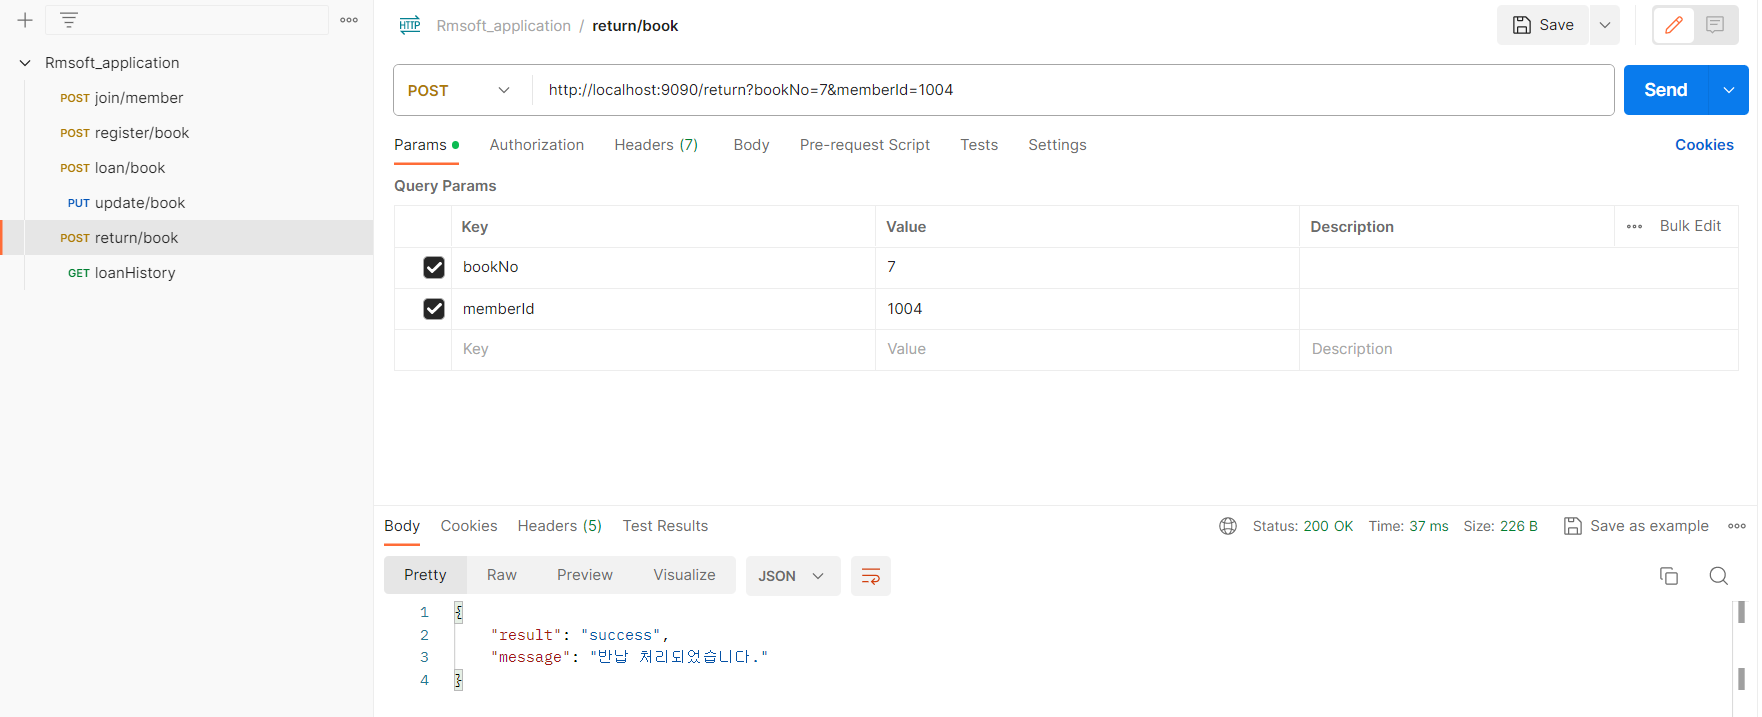 Rmsoft_application
POST join/member
POST register/book
POST loan/book
PUT update/book
POST return/book
GET loanHistory
HTTP Rmsoft_application / return/book
Save
POST http://localhost:9090/return?bookNo=7&memberId=1004
Send
Params Authorization Headers (7) Body Pre-request Script Tests Settings Cookies
Query Params
Key Value Description Bulk Edit
bookNo 7
memberId 1004
Key Value Description
Body Cookies Headers (5) Test Results Status: 200 OK Time: 37 ms Size: 226 B Save as example
Pretty Raw Preview Visualize JSON
1 {
2 "result": "success",
3 "message": "반납 처리되었습니다."
4 }